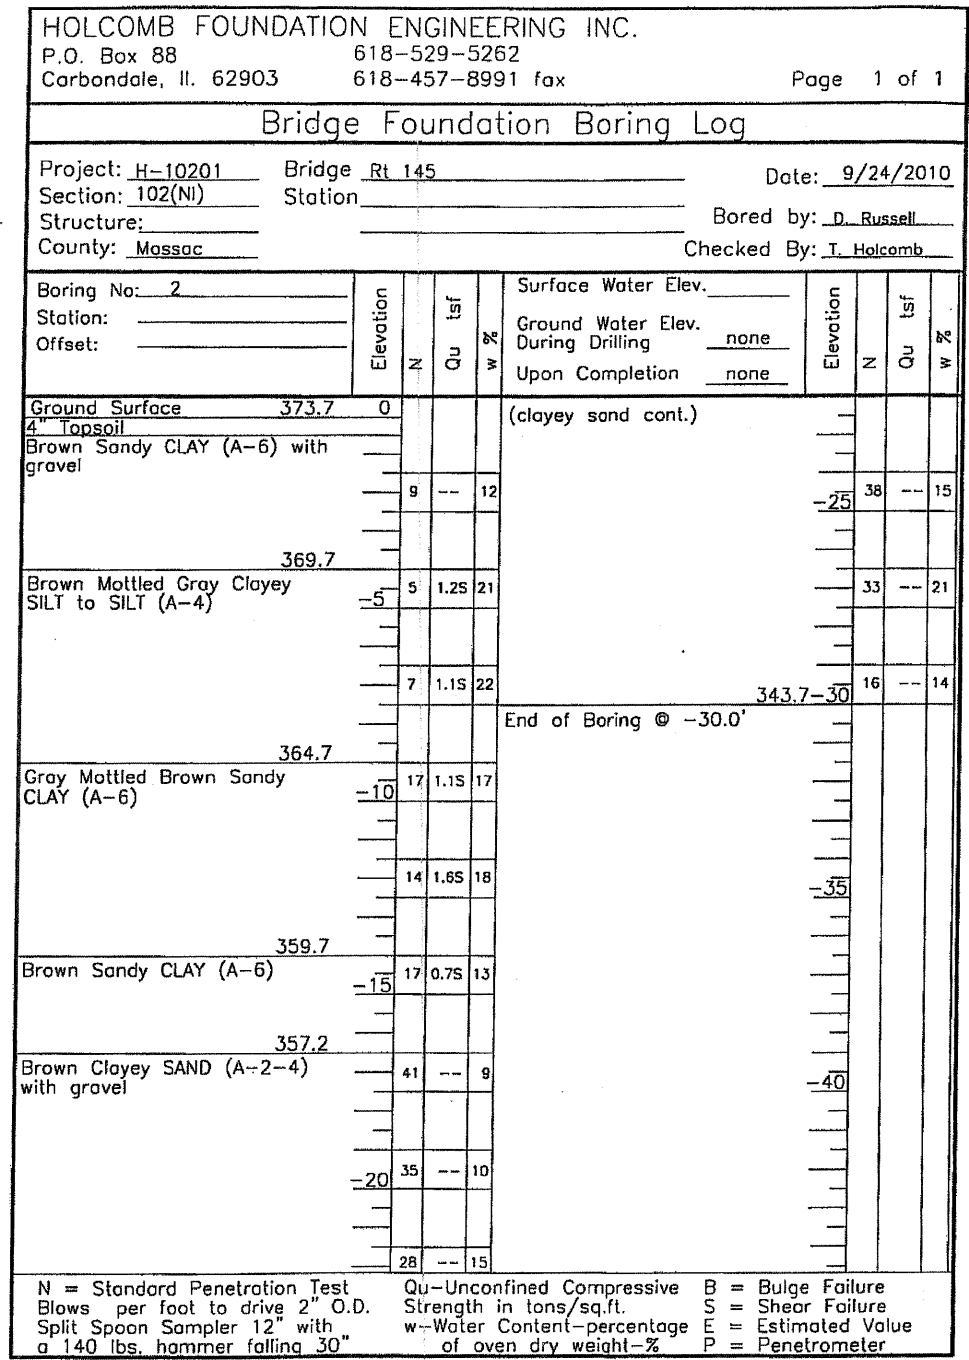 HOLCOMB FOUNDATION ENGINEERING INC.
P.O. Box 88 618-529-5262
Carbondale, Il. 62903 618-457-8991 fax Page 1 of 1
Bridge Foundation Boring Log
Project: H-10201 Bridge Rt 145 Date: 9/24/2010
Section: 102(NI) Station
Structure: Bored by: D. Russell
County: Massac Checked By: T. Holcomb
Boring No: 2
Station:
Offset:
Elevation N Qu tsf w %
Surface Water Elev.
Ground Water Elev.
During Drilling none
Upon Completion none
Elevation N Qu tsf w %
Ground Surface 373.7 0
4" Topsoil
Brown Sandy CLAY (A-6) with
gravel
9 -- 12
369.7
Brown Mottled Gray Clayey
SILT to SILT (A-4)
-5 5 1.2S 21
7 1.1S 22
364.7
Gray Mottled Brown Sandy
CLAY (A-6)
-10 17 1.1S 17
14 1.6S 18
359.7
Brown Sandy CLAY (A-6)
-15 17 0.7S 13
357.2
Brown Clayey SAND (A-2-4)
with gravel
41 -- 9
-20 35 -- 10
28 -- 15
(clayey sand cont.)
-25 38 -- 15
33 -- 21
343.7 -30 16 -- 14
End of Boring @ -30.0'
-35
-40
N = Standard Penetration Test
Blows per foot to drive 2" O.D.
Split Spoon Sampler 12" with
a 140 lbs. hammer falling 30"
Qu-Unconfined Compressive
Strength in tons/sq.ft.
w-Water Content-percentage
of oven dry weight-%
B = Bulge Failure
S = Shear Failure
E = Estimated Value
P = Penetrometer